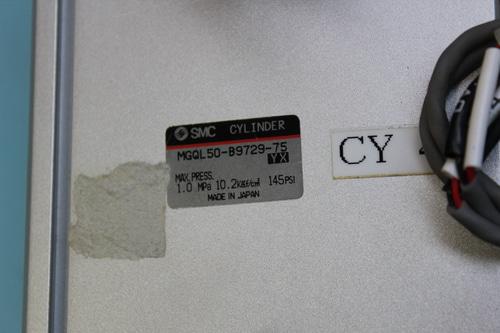 SMC CYLINDER
MGQL50-B9729-75
YX
MAX.PRESS.
1.0 MPa 10.2kgf/cm² 145PSI
MADE IN JAPAN
CY